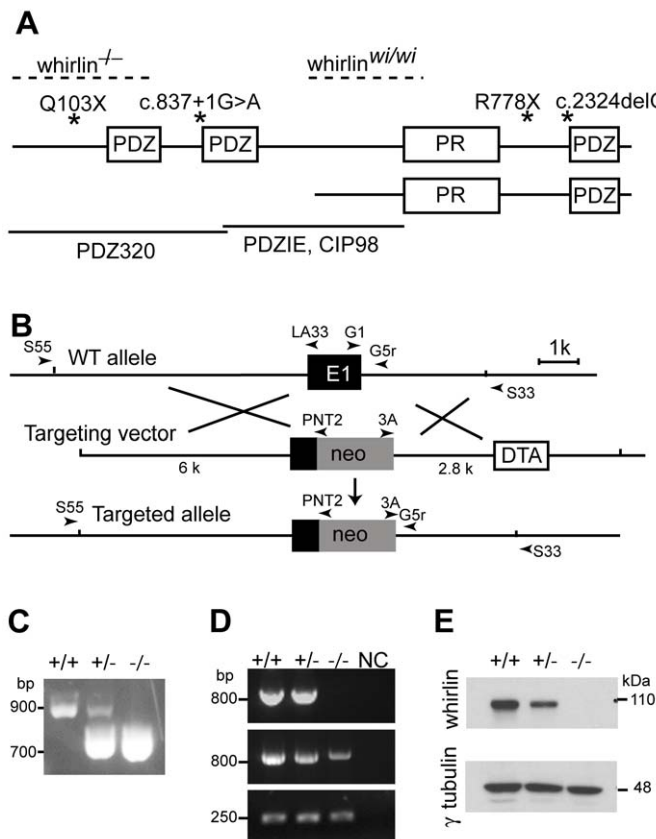 A
whirlin–/– whirlinwi/wi
Q103X c.837+1G>A R778X c.2324delC
* * * *
PDZ PDZ PR PDZ
PR PDZ
PDZ320 PDZIE, CIP98
B
LA33 G1
S55 WT allele G5r 1k
E1
S33
Targeting vector PNT2 3A
neo DTA
6 k 2.8 k
S55 Targeted allele PNT2 3A G5r
neo S33
C
+/+ +/- -/-
bp
900
700
D
+/+ +/- -/- NC
bp
800
800
250
E
+/+ +/- -/-
kDa
whirlin 110
γ tubulin 48